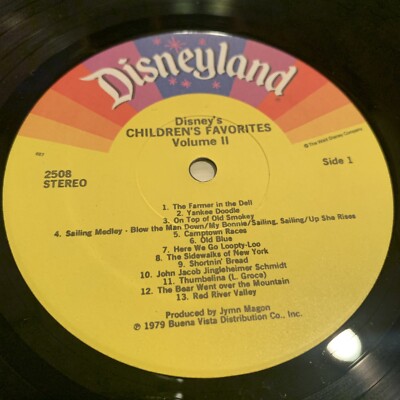 Disneyland
Disney's
CHILDREN'S FAVORITES
Volume II
© The Walt Disney Company
2508
STEREO
Side 1
1. The Farmer in the Dell
2. Yankee Doodle
3. On Top of Old Smokey
4. Sailing Medley - Blow the Man Down/My Bonnie/Sailing, Sailing/Up She Rises
5. Camptown Races
6. Old Blue
7. Here We Go Loopty-Loo
8. The Sidewalks of New York
9. Shortnin' Bread
10. John Jacob Jingleheimer Schmidt
11. Thumbelina (L. Groce)
12. The Bear Went over the Mountain
13. Red River Valley
Produced by Jymn Magon
℗ 1979 Buena Vista Distribution Co., Inc.